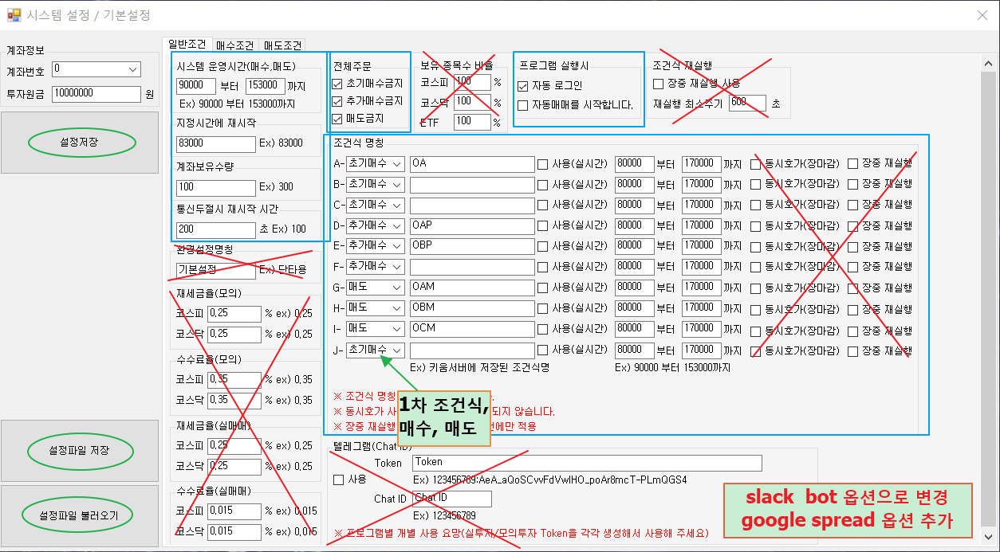 시스템 설정 / 기본설정
계좌정보
계좌번호 0
투자원금 10000000 원
설정저장
설정파일 저장
설정파일 불러오기
일반조건 매수조건 매도조건
시스템 운영시간(매수,매도)
90000 부터 153000 까지
Ex) 90000 부터 153000까지
지정시간에 재시작
83000 Ex) 83000
계좌보유수량
100 Ex) 300
통신두절시 재시작 시간
200 초 Ex) 100
환경설정명칭
기본설정 Ex) 단타용
재세금율(모의)
코스피 0,25 % ex) 0,25
코스닥 0,25 % ex) 0,25
수수료율(모의)
코스피 0,35 % ex) 0,35
코스닥 0,35 % ex) 0,35
재세금율(실매매)
코스피 0,25 % ex) 0,25
코스닥 0,25 % ex) 0,25
수수료율(실매매)
코스피 0,015 % ex) 0,015
코스닥 0,015 % ex) 0,015
전체주문
초기매수금지
추가매수금지
매도금지
보유 종목수 비율
코스피 100 %
코스닥 100 %
ETF 100 %
프로그램 실행시
자동 로그인
자동매매를 시작합니다.
조건식 재실행
장중 재실행 사용
재실행 최소주기 600 초
조건식 명칭
A- 초기매수 OA 사용(실시간) 80000 부터 170000 까지 동시호가(장마감) 장중 재실행
B- 초기매수 사용(실시간) 80000 부터 170000 까지 동시호가(장마감) 장중 재실행
C- 초기매수 사용(실시간) 80000 부터 170000 까지 동시호가(장마감) 장중 재실행
D- 추가매수 OAP 사용(실시간) 80000 부터 170000 까지 동시호가(장마감) 장중 재실행
E- 추가매수 OBP 사용(실시간) 80000 부터 170000 까지 동시호가(장마감) 장중 재실행
F- 추가매수 사용(실시간) 80000 부터 170000 까지 동시호가(장마감) 장중 재실행
G- 매도 OAM 사용(실시간) 80000 부터 170000 까지 동시호가(장마감) 장중 재실행
H- 매도 OBM 사용(실시간) 80000 부터 170000 까지 동시호가(장마감) 장중 재실행
I- 매도 OCM 사용(실시간) 80000 부터 170000 까지 동시호가(장마감) 장중 재실행
J- 초기매수 사용(실시간) 80000 부터 170000 까지 동시호가(장마감) 장중 재실행
Ex) 키움서버에 저장된 조건식명 Ex) 90000 부터 153000까지
※ 조건식 명칭
※ 동시호가 사 되지 않습니다.
※ 장중 재실행 에만 적용
1차 조건식,
매수, 매도
텔레그램(Chat ID)
Token Token
사용 Ex) 123456789:AeA_aQoSCvvFdVwIHO_poAr8mcT-PLmQGS4
Chat ID Chat ID
Ex) 123456789
※ 프로그램별 개별 사용 요망(실투자/모의투자 Token을 각각 생성해서 사용해 주세요)
slack bot 옵션으로 변경
google spread 옵션 추가